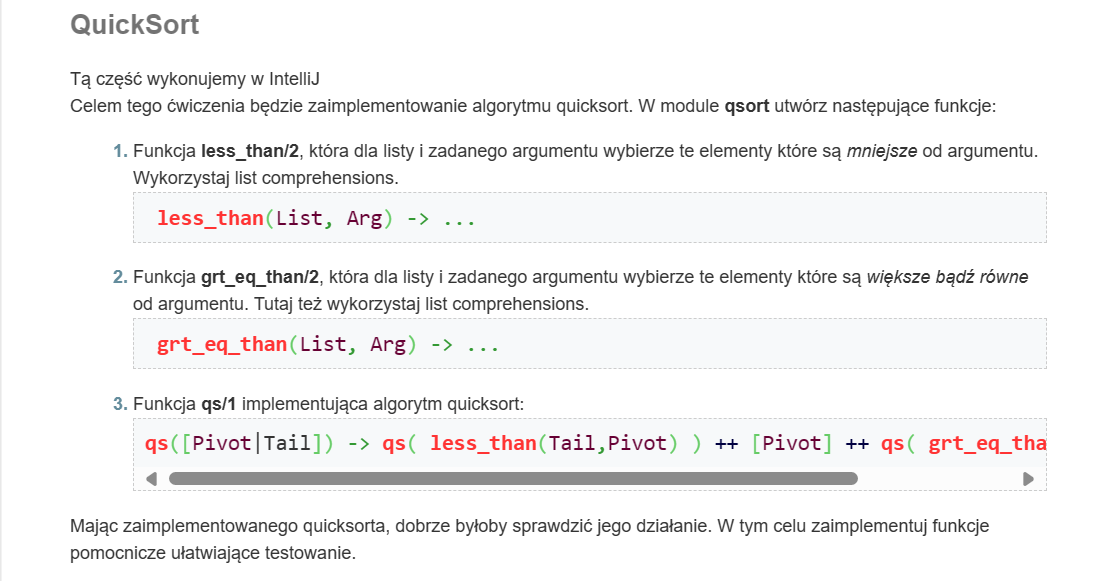 QuickSort
Tą część wykonujemy w IntelliJ
Celem tego ćwiczenia będzie zaimplementowanie algorytmu quicksort. W module qsort utwórz następujące funkcje:
1. Funkcja less_than/2, która dla listy i zadanego argumentu wybierze te elementy które są mniejsze od argumentu.
Wykorzystaj list comprehensions.
less_than(List, Arg) -> ...
2. Funkcja grt_eq_than/2, która dla listy i zadanego argumentu wybierze te elementy które są większe bądź równe
od argumentu. Tutaj też wykorzystaj list comprehensions.
grt_eq_than(List, Arg) -> ...
3. Funkcja qs/1 implementująca algorytm quicksort:
qs([Pivot|Tail]) -> qs( less_than(Tail,Pivot) ) ++ [Pivot] ++ qs( grt_eq_tha
Mając zaimplementowanego quicksorta, dobrze byłoby sprawdzić jego działanie. W tym celu zaimplementuj funkcje
pomocnicze ułatwiające testowanie.